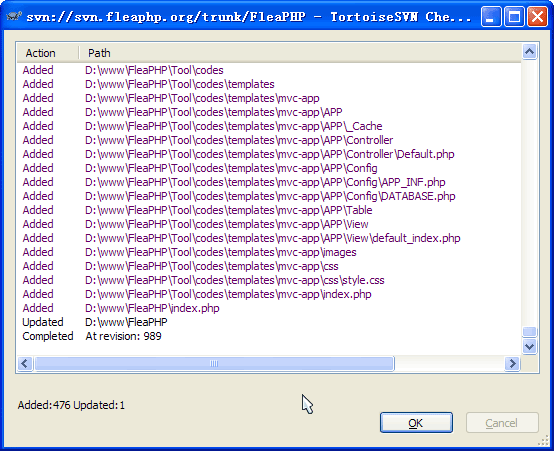 svn://svn.fleaphp.org/trunk/FleaPHP - TortoiseSVN Che...
Action Path
Added D:\www\FleaPHP\Tool\codes
Added D:\www\FleaPHP\Tool\codes\templates
Added D:\www\FleaPHP\Tool\codes\templates\mvc-app
Added D:\www\FleaPHP\Tool\codes\templates\mvc-app\APP
Added D:\www\FleaPHP\Tool\codes\templates\mvc-app\APP\_Cache
Added D:\www\FleaPHP\Tool\codes\templates\mvc-app\APP\Controller
Added D:\www\FleaPHP\Tool\codes\templates\mvc-app\APP\Controller\Default.php
Added D:\www\FleaPHP\Tool\codes\templates\mvc-app\APP\Config
Added D:\www\FleaPHP\Tool\codes\templates\mvc-app\APP\Config\APP_INF.php
Added D:\www\FleaPHP\Tool\codes\templates\mvc-app\APP\Config\DATABASE.php
Added D:\www\FleaPHP\Tool\codes\templates\mvc-app\APP\Table
Added D:\www\FleaPHP\Tool\codes\templates\mvc-app\APP\View
Added D:\www\FleaPHP\Tool\codes\templates\mvc-app\APP\View\default_index.php
Added D:\www\FleaPHP\Tool\codes\templates\mvc-app\images
Added D:\www\FleaPHP\Tool\codes\templates\mvc-app\css
Added D:\www\FleaPHP\Tool\codes\templates\mvc-app\css\style.css
Added D:\www\FleaPHP\Tool\codes\templates\mvc-app\index.php
Added D:\www\FleaPHP\index.php
Updated D:\www\FleaPHP
Completed At revision: 989
Added:476 Updated:1
OK Cancel